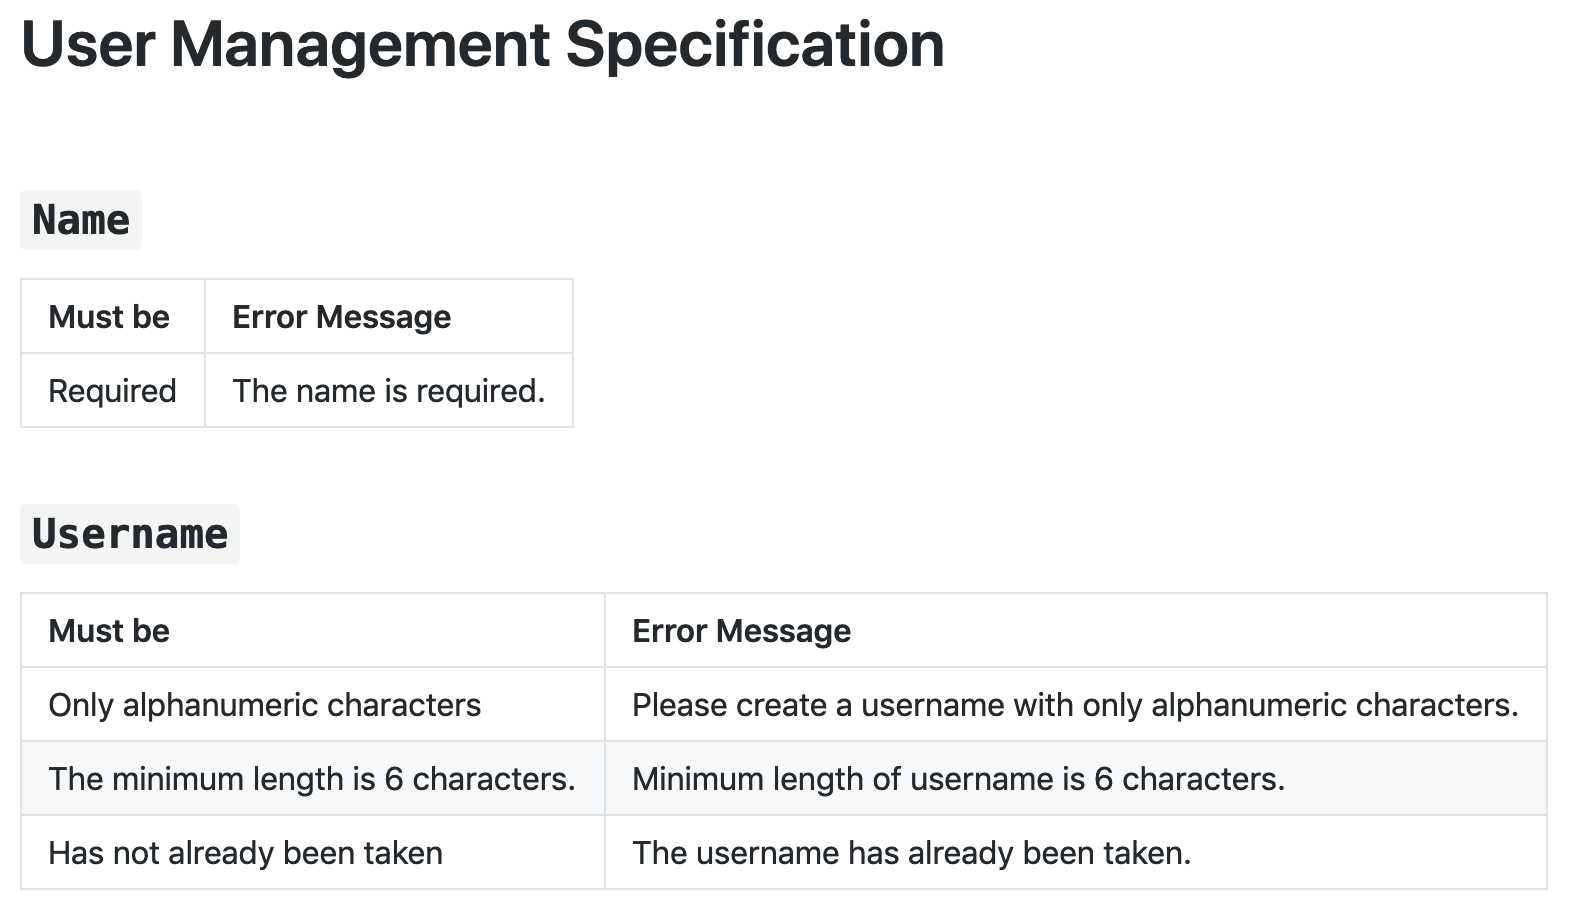 User Management Specification
Name
Must be Error Message
Required The name is required.
Username
Must be Error Message
Only alphanumeric characters Please create a username with only alphanumeric characters.
The minimum length is 6 characters. Minimum length of username is 6 characters.
Has not already been taken The username has already been taken.